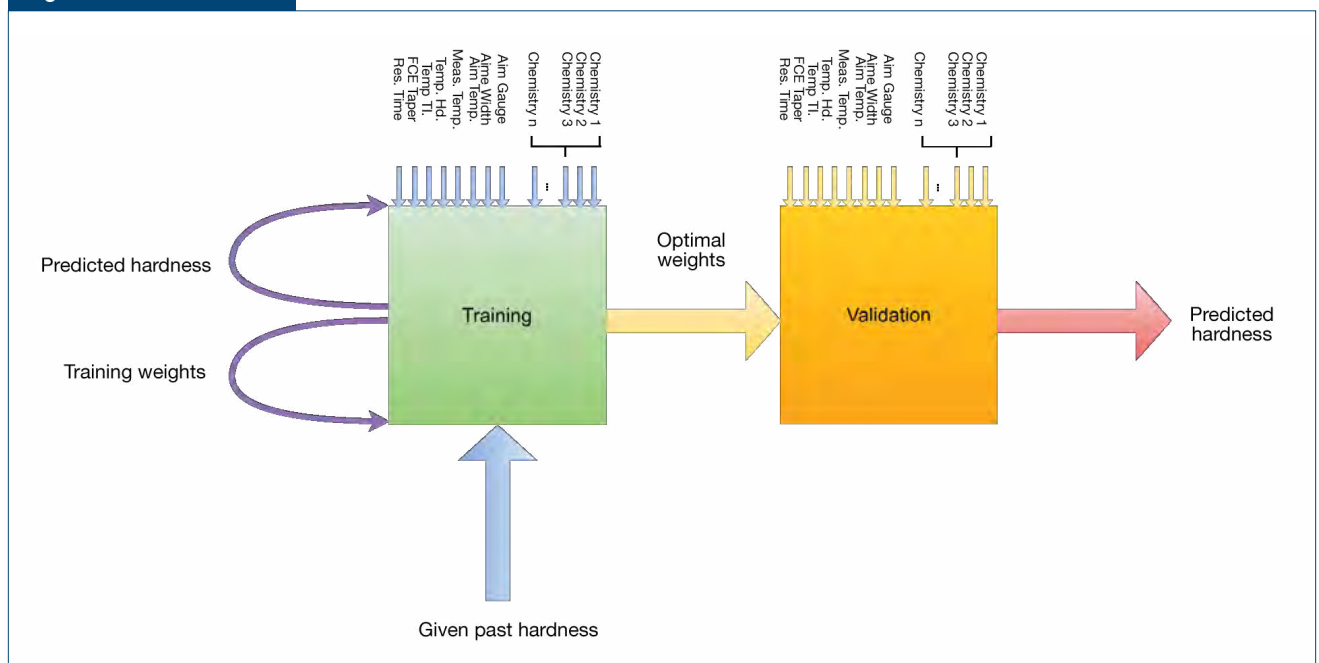 Res. Time
FCE Taper
Temp Tl.
Temp. Hd.
Meas. Temp.
Aim Temp.
Aime Width
Aim Gauge
Chemistry n
Chemistry 3
Chemistry 2
Chemistry 1
...
Res. Time
FCE Taper
Temp Tl.
Temp. Hd.
Meas. Temp.
Aim Temp.
Aime Width
Aim Gauge
Chemistry n
Chemistry 3
Chemistry 2
Chemistry 1
...
Predicted hardness
Training weights
Training
Optimal
weights
Validation
Predicted
hardness
Given past hardness